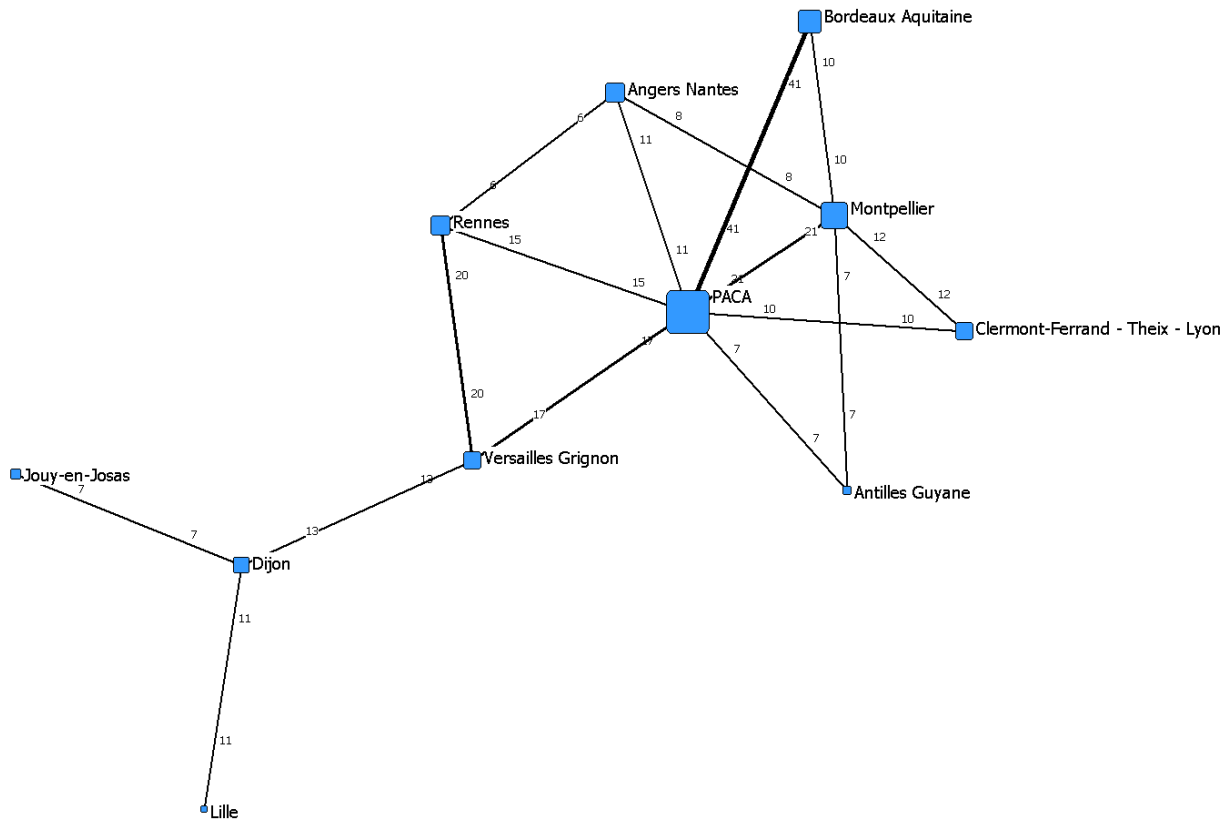 Bordeaux Aquitaine
10
41
Angers Nantes
8
6
11
10
8
6
Montpellier
Rennes
41
21
12
15
11
20
15
21
7
PACA
12
10
10
Clermont-Ferrand - Theix - Lyon
17
7
20
17
7
7
Versailles Grignon
Jouy-en-Josas
13
7
Antilles Guyane
13
7
Dijon
11
11
Lille